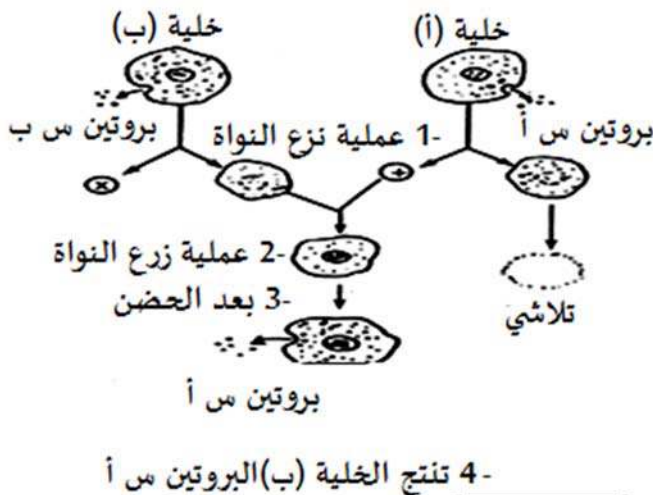 خلية (أ)
خلية (ب)
بروتين س أ
بروتين س ب
1- عملية نزع النواة
2- عملية زرع النواة
3- بعد الحضن
تلاشي
بروتين س أ
4- تنتج الخلية (ب)البروتين س أ